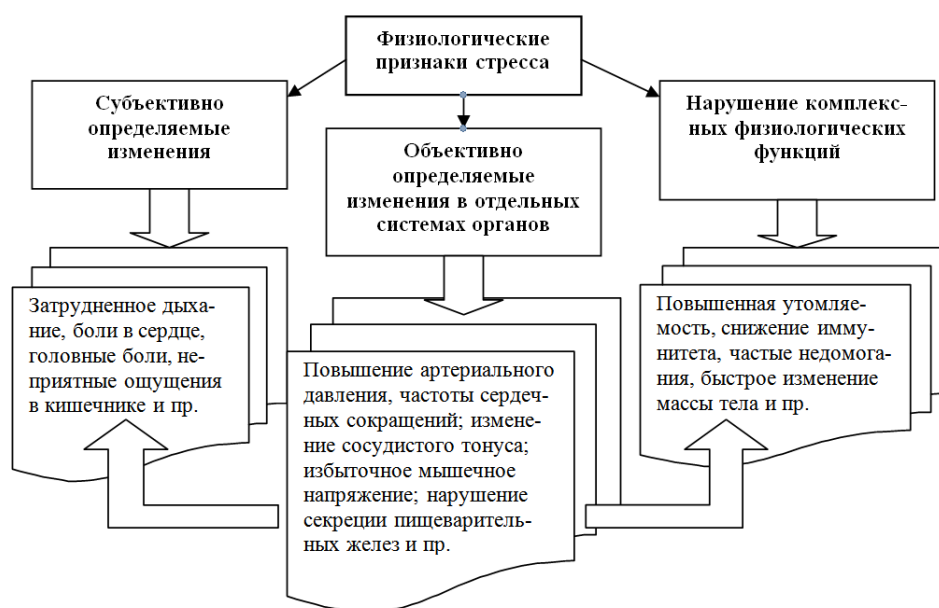 Физиологические
признаки стресса
Субъективно
определяемые
изменения
Объективно
определяемые
изменения в отдельных
системах органов
Нарушение комплекс-
ных физиологических
функций
Затрудненное дыха-
ние, боли в сердце,
головные боли, не-
приятные ощущения
в кишечнике и пр.
Повышение артериального
давления, частоты сердеч-
ных сокращений; измене-
ние сосудистого тонуса;
избыточное мышечное
напряжение; нарушение
секреции пищеваритель-
ных желез и пр.
Повышенная утомляе-
мость, снижение имму-
нитета, частые недомога-
ния, быстрое изменение
массы тела и пр.